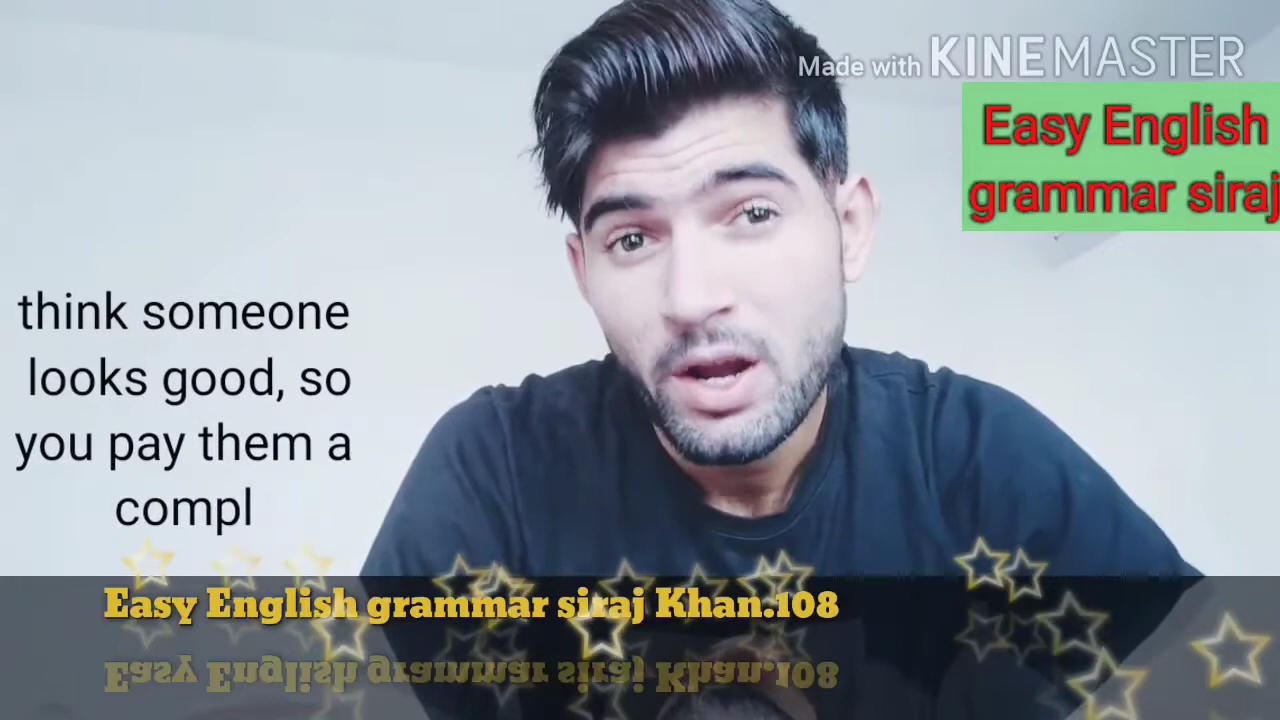 Made with KINEMASTER
Easy English
grammar siraj
think someone
looks good, so
you pay them a
compl
Easy English grammar siraj Khan.108
Easy English grammar siraj Khan.108